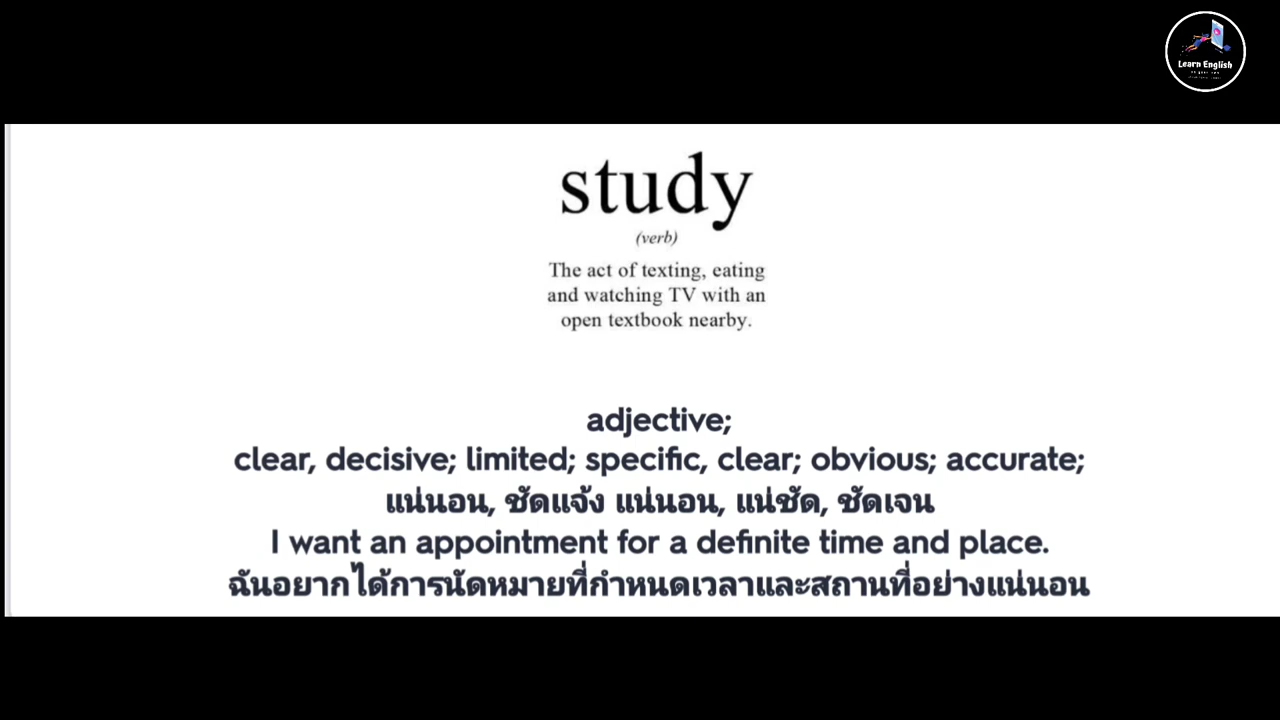 Learn English
study
(verb)
The act of texting, eating
and watching TV with an
open textbook nearby.
adjective;
clear, decisive; limited; specific, clear; obvious; accurate;
แน่นอน, ชัดแจ้ง แน่นอน, แน่ชัด, ชัดเจน
I want an appointment for a definite time and place.
ฉันอยากได้การนัดหมายที่กำหนดเวลาและสถานที่อย่างแน่นอน